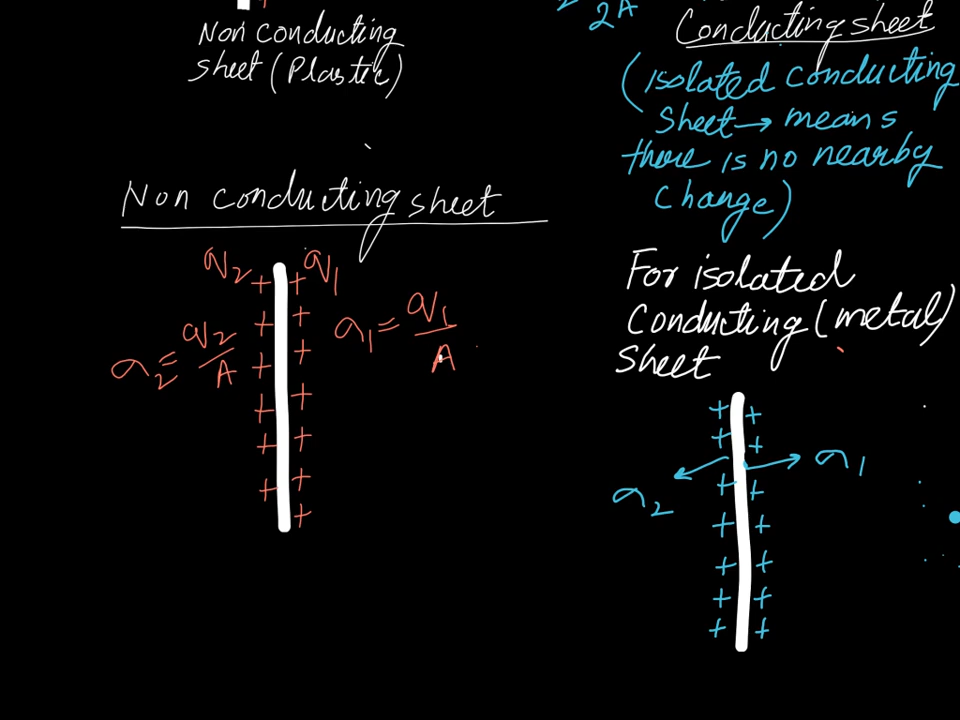 Non conducting
sheet (Plastic)
2A
Conducting sheet
(isolated conducting
sheet → means
there is no nearby
change)
Non conducting sheet
q2 q1
σ2 = q2/A
σ1 = q1/A
For isolated
Conducting (metal)
Sheet
σ1
σ2